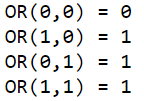 OR(0,0) = 0
OR(1,0) = 1
OR(0,1) = 1
OR(1,1) = 1